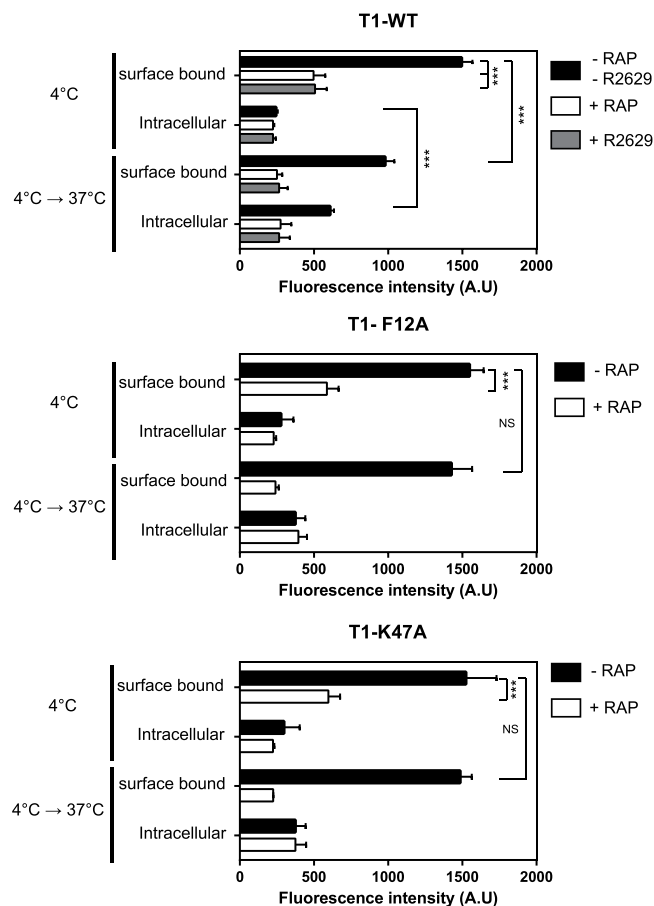 T1-WT
4°C
surface bound
Intracellular
4°C → 37°C
surface bound
Intracellular
***
***
***
- RAP
- R2629
+ RAP
+ R2629
0 500 1000 1500 2000
Fluorescence intensity (A.U)
T1- F12A
4°C
surface bound
Intracellular
4°C → 37°C
surface bound
Intracellular
***
NS
- RAP
+ RAP
0 500 1000 1500 2000
Fluorescence intensity (A.U)
T1-K47A
4°C
surface bound
Intracellular
4°C → 37°C
surface bound
Intracellular
***
NS
- RAP
+ RAP
0 500 1000 1500 2000
Fluorescence intensity (A.U)